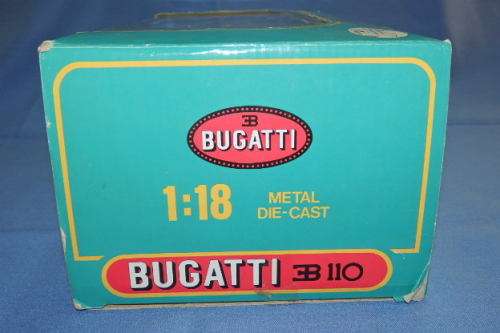 EB
BUGATTI
1:18
METAL
DIE-CAST
BUGATTI EB 110